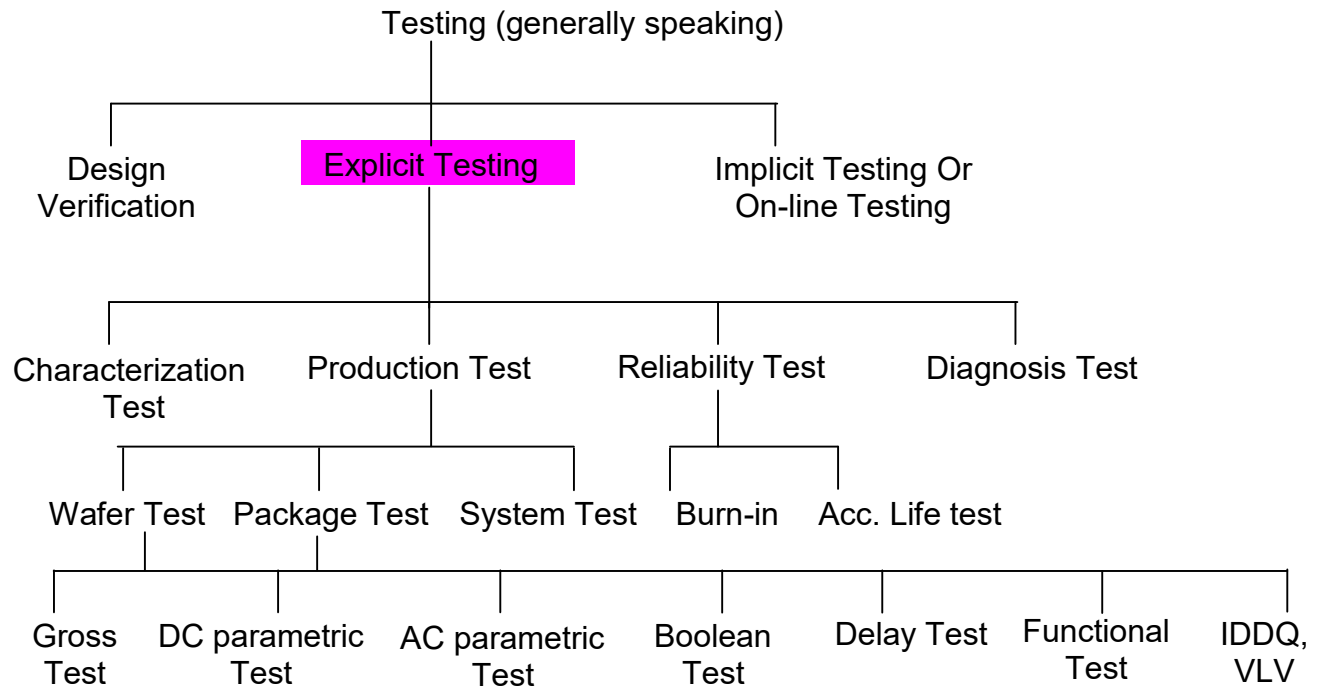 Testing (generally speaking)
Design
Verification
Explicit Testing
Implicit Testing Or
On-line Testing
Characterization
Test
Production Test
Reliability Test
Diagnosis Test
Wafer Test
Package Test
System Test
Burn-in
Acc. Life test
Gross
Test
DC parametric
Test
AC parametric
Test
Boolean
Test
Delay Test
Functional
Test
IDDQ,
VLV